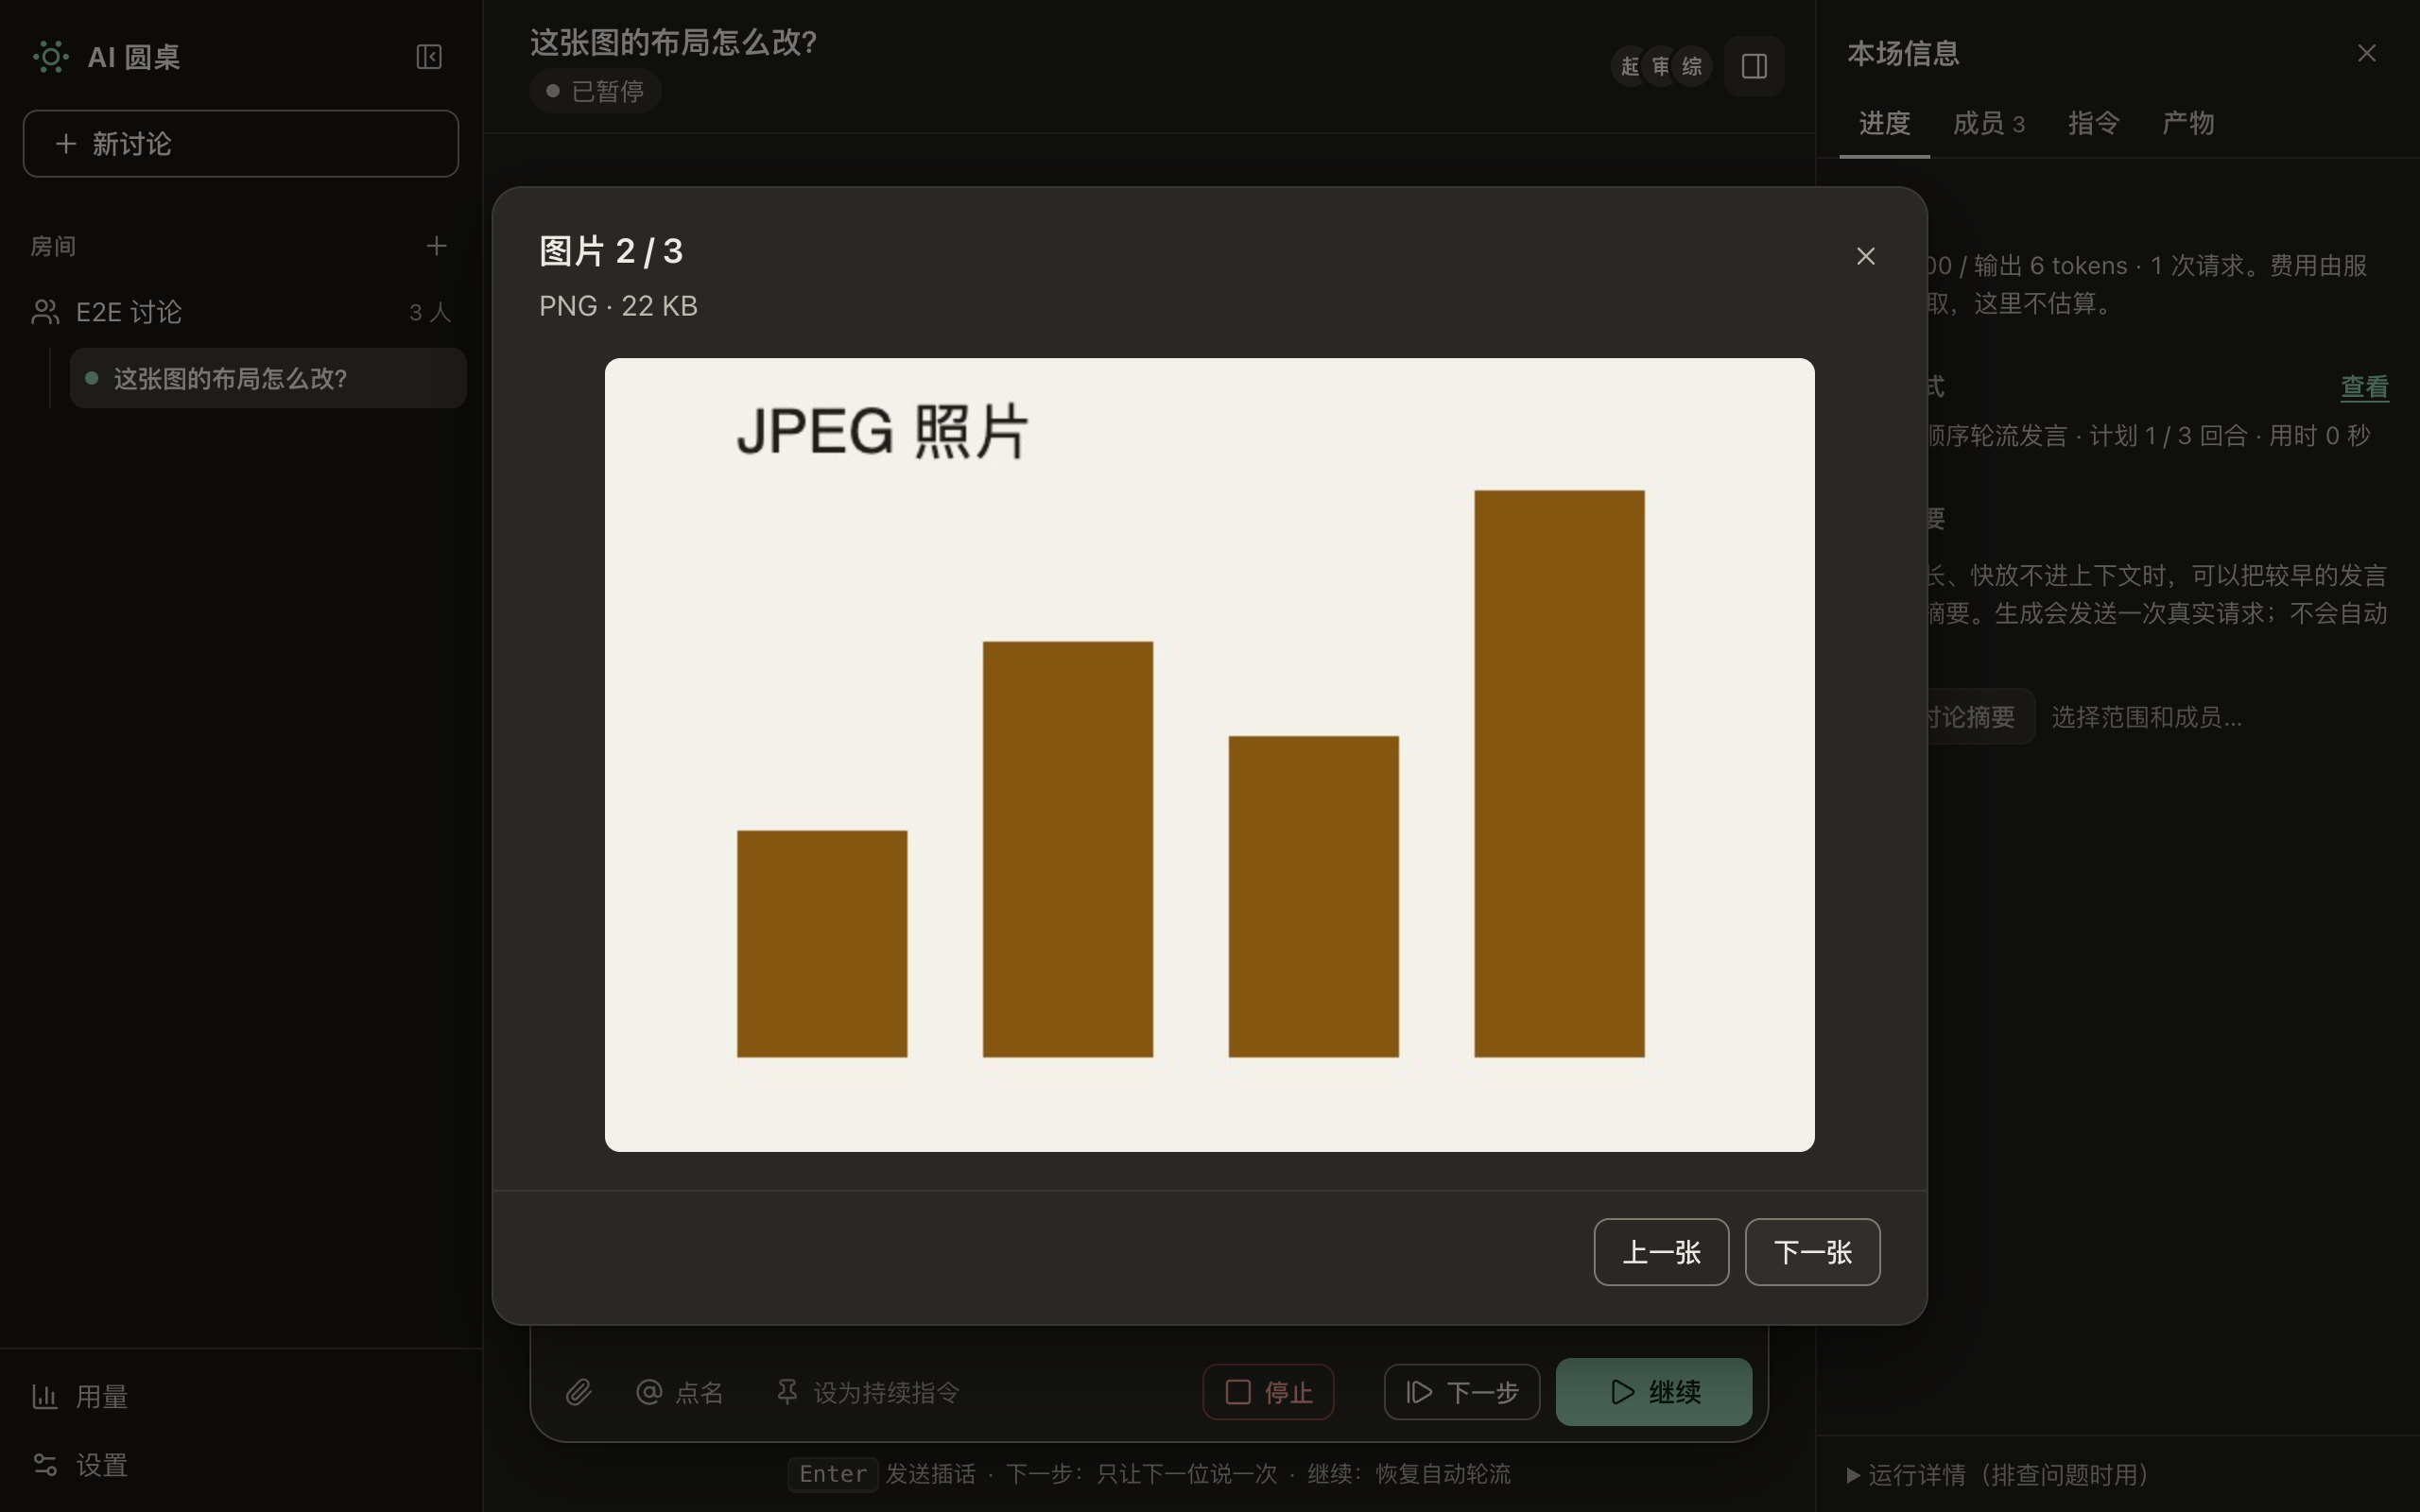 AI 圆桌
新讨论
房间
E2E 讨论
3 人
这张图的布局怎么改?
用量
设置
这张图的布局怎么改?
已暂停
起
审
综
图片 2 / 3
PNG · 22 KB
JPEG 照片
上一张
下一张
点名
设为持续指令
停止
下一步
继续
Enter 发送插话 · 下一步：只让下一位说一次 · 继续：恢复自动轮流
本场信息
进度
成员 3
指令
产物
00 / 输出 6 tokens · 1 次请求。费用由服
取，这里不估算。
式
查看
顺序轮流发言 · 计划 1 / 3 回合 · 用时 0 秒
要
长、快放不进上下文时，可以把较早的发言
摘要。生成会发送一次真实请求；不会自动
讨论摘要
选择范围和成员...
运行详情（排查问题时用）